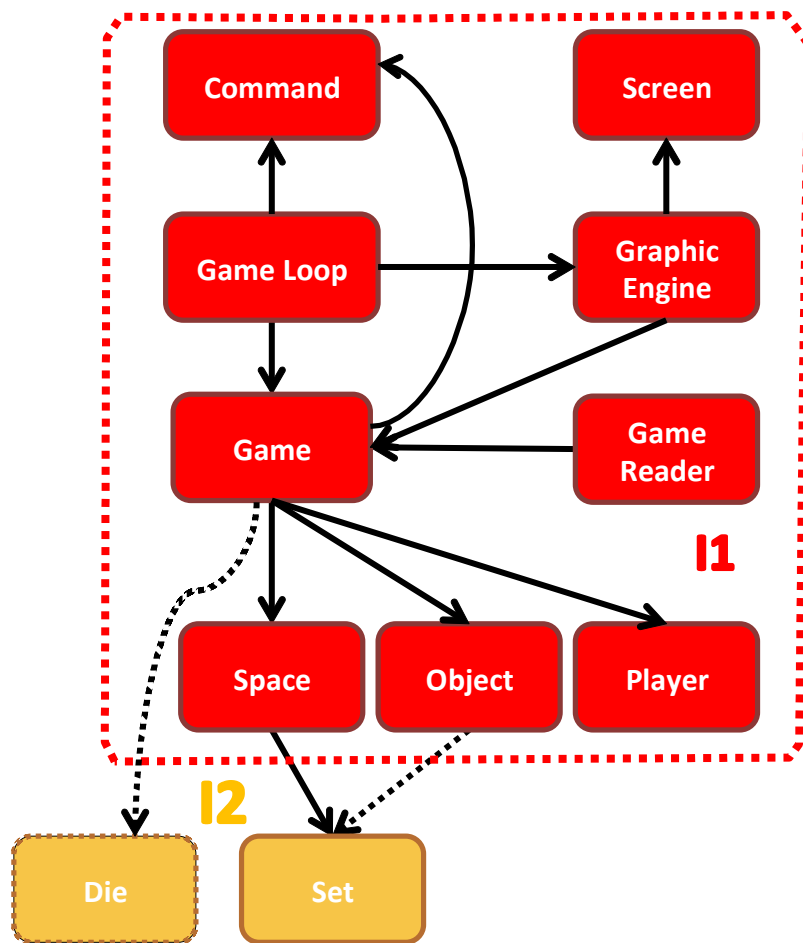 Command
Screen
Game Loop
Graphic
Engine
Game
Game
Reader
I1
Space
Object
Player
I2
Die
Set